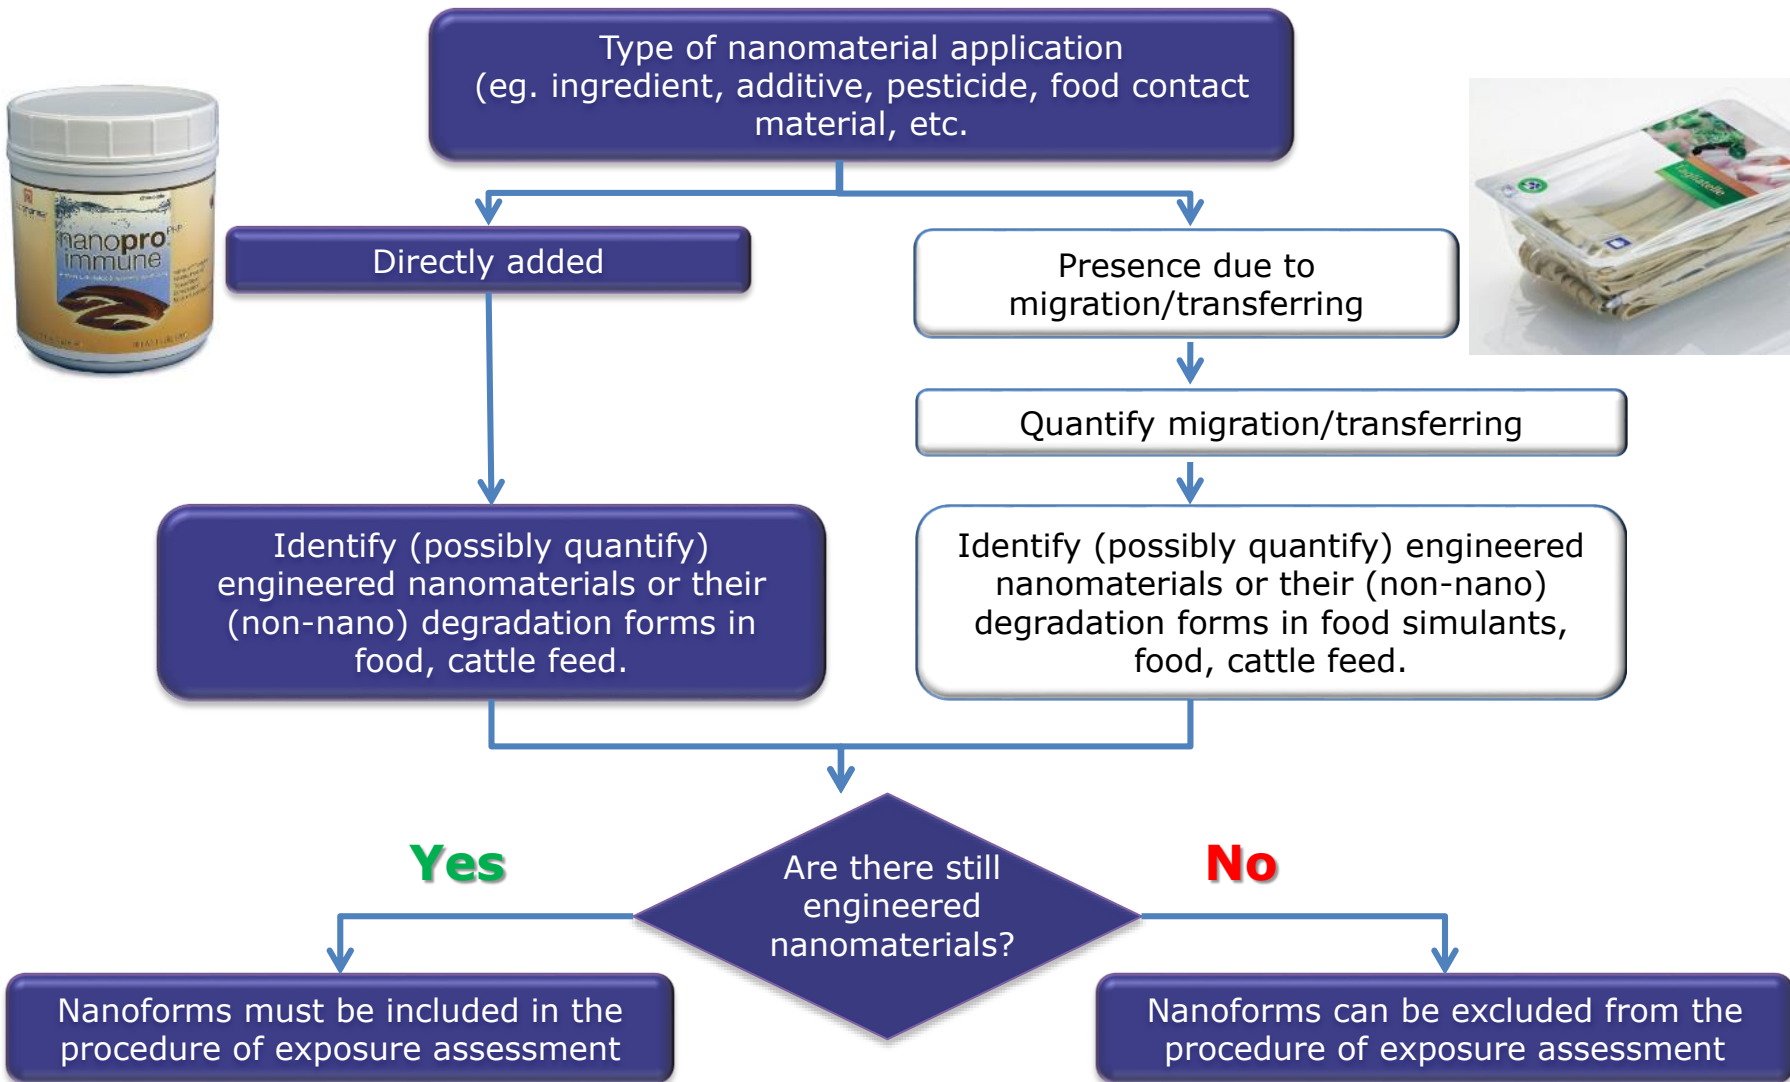 Type of nanomaterial application
(eg. ingredient, additive, pesticide, food contact
material, etc.
nanopro
immune
Tagliatelle
Directly added
Presence due to
migration/transferring
Quantify migration/transferring
Identify (possibly quantify)
engineered nanomaterials or their
(non-nano) degradation forms in
food, cattle feed.
Identify (possibly quantify) engineered
nanomaterials or their (non-nano)
degradation forms in food simulants,
food, cattle feed.
Yes
Are there still
engineered
nanomaterials?
No
Nanoforms must be included in the
procedure of exposure assessment
Nanoforms can be excluded from the
procedure of exposure assessment